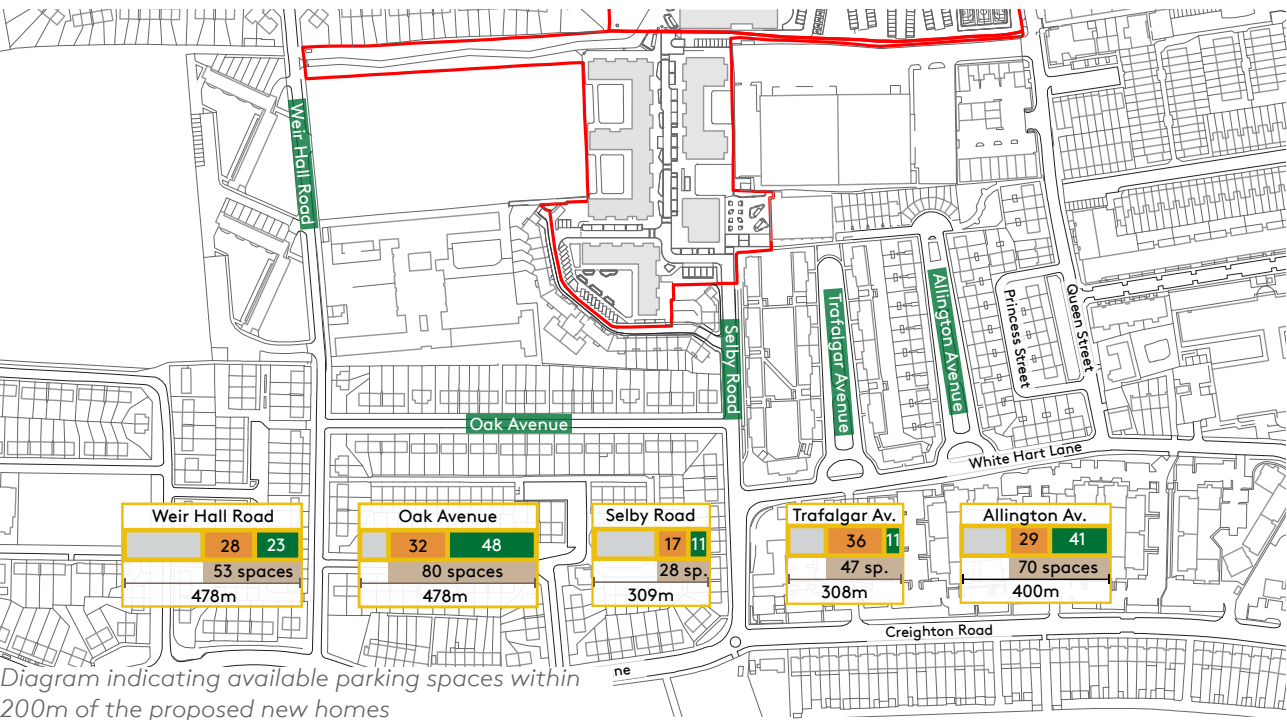 Weir Hall Road
Oak Avenue
Selby Road
Trafalgar Avenue
Allington Avenue
Princess Street
Queen Street
White Hart Lane
Weir Hall Road
28 23
53 spaces
478m
Oak Avenue
32 48
80 spaces
478m
Selby Road
17 11
28 sp.
309m
Trafalgar Av.
36 11
47 sp.
308m
Allington Av.
29 41
70 spaces
400m
Creighton Road
ne
Diagram indicating available parking spaces within
200m of the proposed new homes